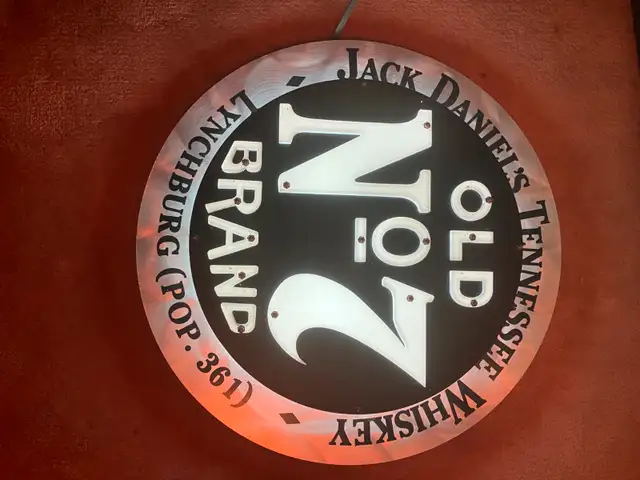 JACK DANIEL'S TENNESSEE WHISKEY
OLD
No 7
BRAND
LYNCHBURG (POP. 361)